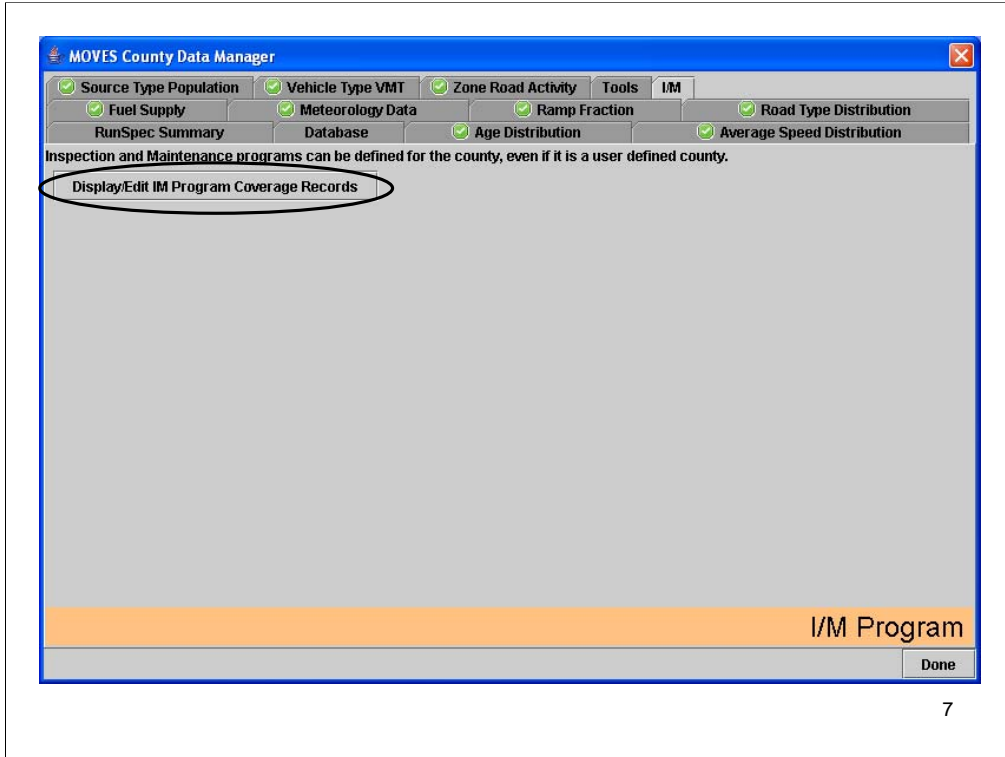 MOVES County Data Manager
Source Type Population Vehicle Type VMT Zone Road Activity Tools I/M
Fuel Supply Meteorology Data Ramp Fraction Road Type Distribution
RunSpec Summary Database Age Distribution Average Speed Distribution
Inspection and Maintenance programs can be defined for the county, even if it is a user defined county.
Display/Edit IM Program Coverage Records
I/M Program
Done
7